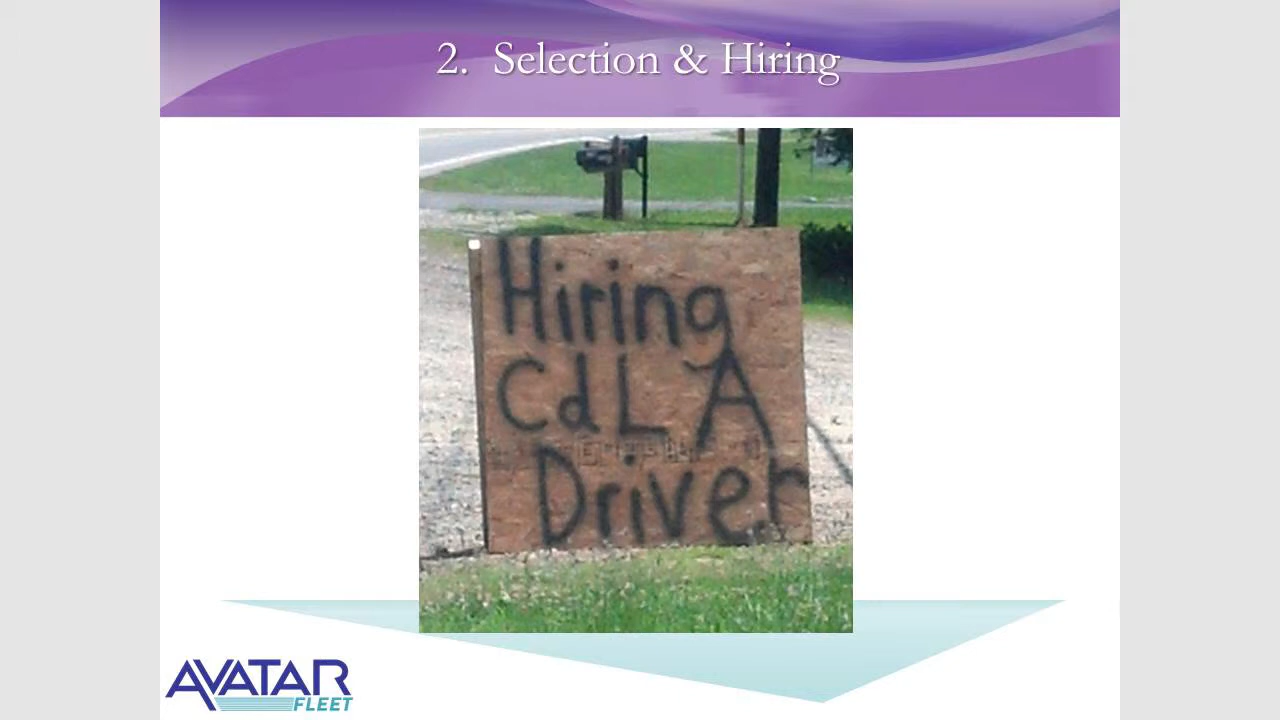 2. Selection & Hiring
Hiring
CdL A
Driver
AVATAR
FLEET